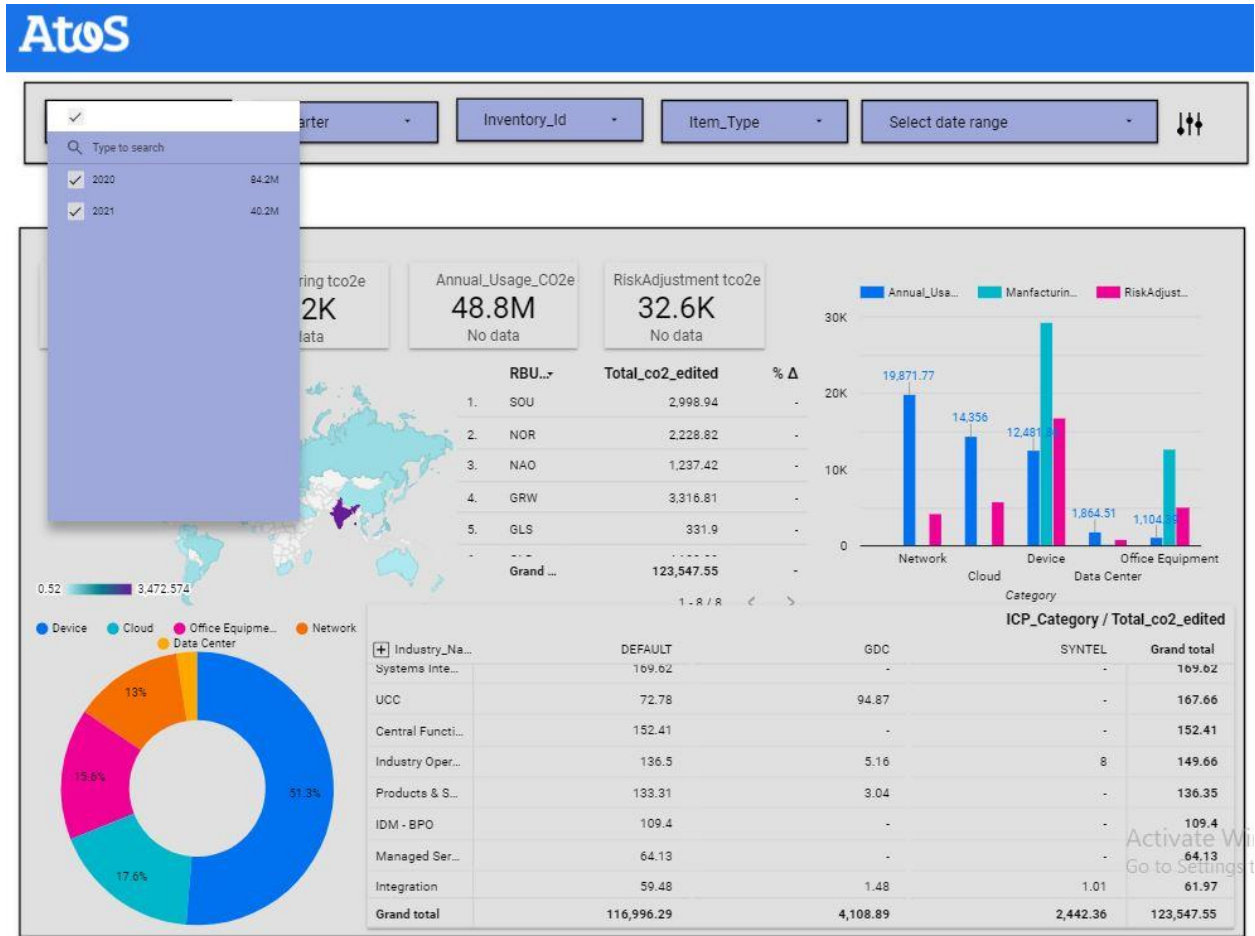 Atos
arter
Inventory_Id
Item_Type
Select date range
Type to search
2020 84.2M
2021 40.2M
ring tco2e
2K
data
Annual_Usage_CO2e
48.8M
No data
RiskAdjustment tco2e
32.6K
No data
RBU... Total_co2_edited % Δ
1. SOU 2,998.94 -
2. NOR 2,228.82 -
3. NAO 1,237.42 -
4. GRW 3,316.81 -
5. GLS 331.9 -
Grand ... 123,547.55 -
1 - 8 / 8 < >
0.52 3,472.574
Annual_Usa... Manfacturin... RiskAdjust...
30K
20K
10K
0
19,871.77
14,356
1,864.51
Network
Cloud
Device
Data Center
Office Equipment
Category
Device Cloud Office Equipme... Network
Data Center
13%
15.6%
51.3%
17.6%
ICP_Category / Total_co2_edited
Industry_Na... DEFAULT GDC SYNTEL Grand total
Systems Inte... 169.62 - - 169.62
UCC 72.78 94.87 - 167.66
Central Functi... 152.41 - - 152.41
Industry Oper... 136.5 5.16 8 149.66
Products & S... 133.31 3.04 - 136.35
IDM - BPO 109.4 - - 109.4
Managed Ser... 64.13 - - 64.13
Integration 59.48 1.48 1.01 61.97
Grand total 116,996.29 4,108.89 2,442.36 123,547.55
Activate Wi
Go to Settings t